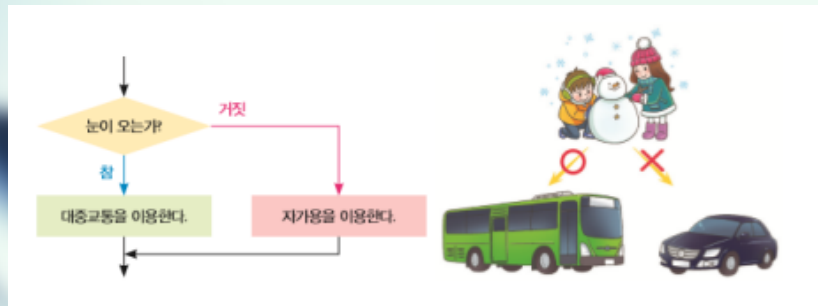 거짓
눈이 오는가?
참
대중교통을 이용한다.
자가용을 이용한다.